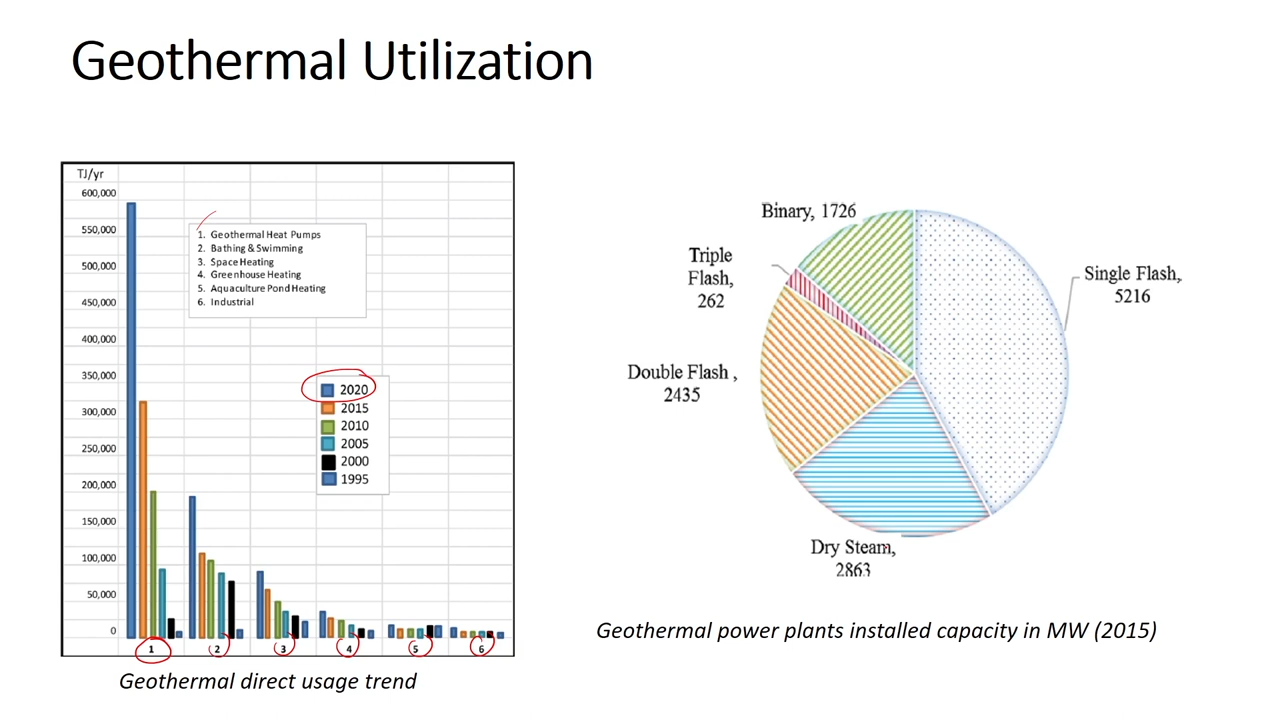 Geothermal Utilization
TJ/yr
600,000
550,000
500,000
450,000
400,000
350,000
300,000
250,000
200,000
150,000
100,000
50,000
0
1. Geothermal Heat Pumps
2. Bathing & Swimming
3. Space Heating
4. Greenhouse Heating
5. Aquaculture Pond Heating
6. Industrial
2020
2015
2010
2005
2000
1995
1 2 3 4 5 6
Geothermal direct usage trend
Binary, 1726
Triple
Flash,
262
Single Flash,
5216
Double Flash ,
2435
Dry Steam,
2863
Geothermal power plants installed capacity in MW (2015)